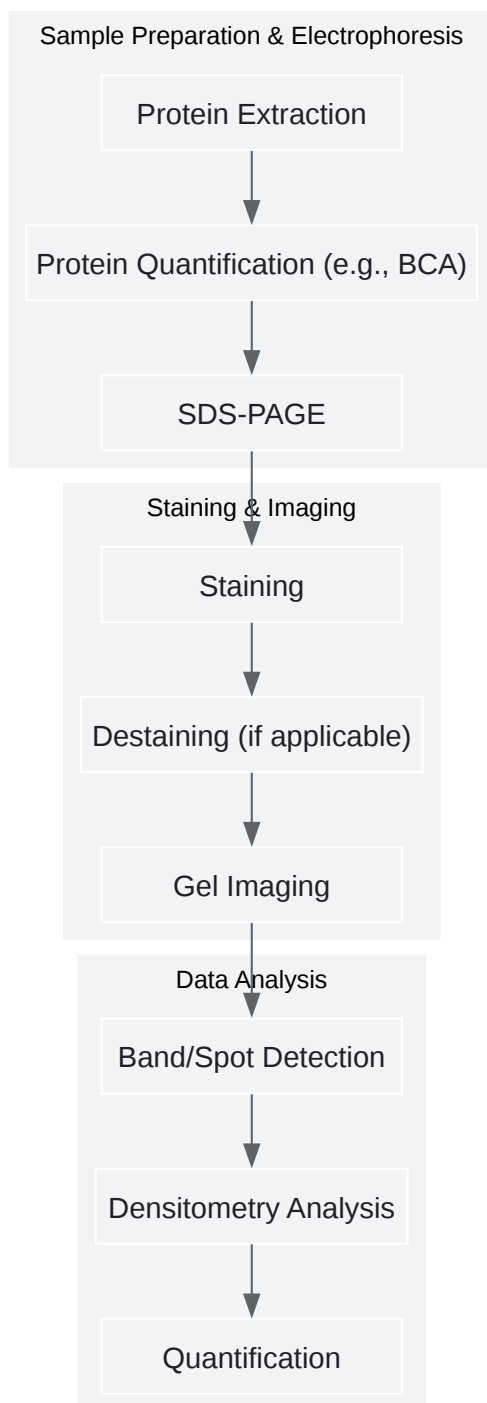 Sample Preparation & Electrophoresis
Protein Extraction
Protein Quantification (e.g., BCA)
SDS-PAGE
Staining & Imaging
Staining
Destaining (if applicable)
Gel Imaging
Data Analysis
Band/Spot Detection
Densitometry Analysis
Quantification